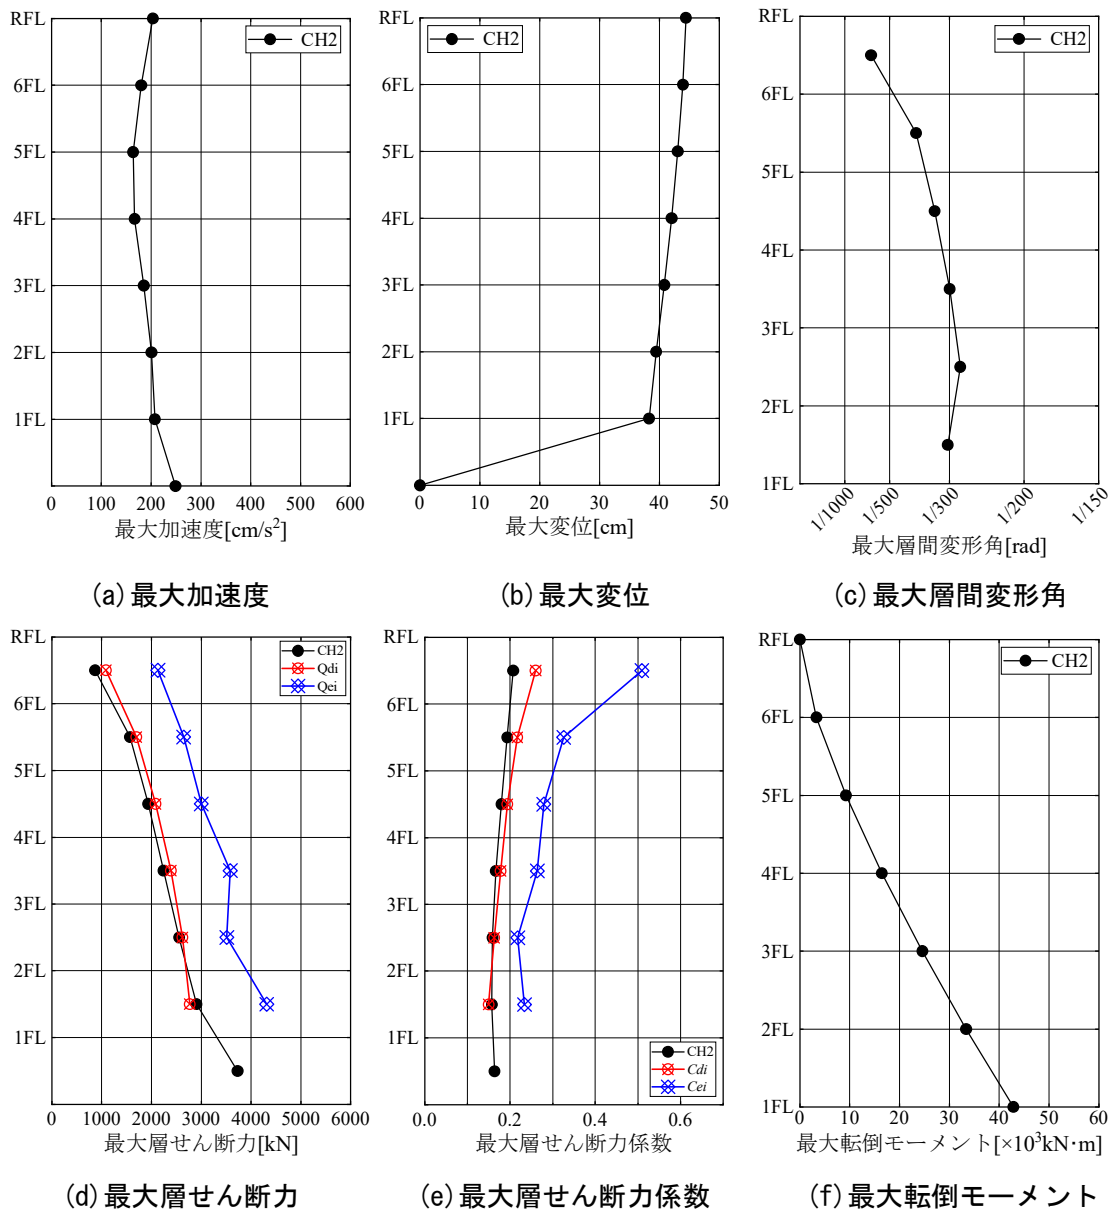 RFL
6FL
5FL
4FL
3FL
2FL
1FL
CH2
0 100 200 300 400 500 600
最大加速度[cm/s²]
(a)最大加速度
RFL
6FL
5FL
4FL
3FL
2FL
1FL
CH2
0 10 20 30 40 50
最大変位[cm]
(b)最大変位
RFL
6FL
5FL
4FL
3FL
2FL
1FL
CH2
1/1000 1/500 1/300 1/200 1/150
最大層間変形角[rad]
(c)最大層間変形角
RFL
6FL
5FL
4FL
3FL
2FL
1FL
CH2
Qdi
Qei
0 1000 2000 3000 4000 5000 6000
最大層せん断力[kN]
(d)最大層せん断力
RFL
6FL
5FL
4FL
3FL
2FL
1FL
CH2
Cdi
Cei
0.0 0.2 0.4 0.6
最大層せん断力係数
(e)最大層せん断力係数
RFL
6FL
5FL
4FL
3FL
2FL
1FL
CH2
0 10 20 30 40 50 60
最大転倒モーメント[×10³kN·m]
(f)最大転倒モーメント